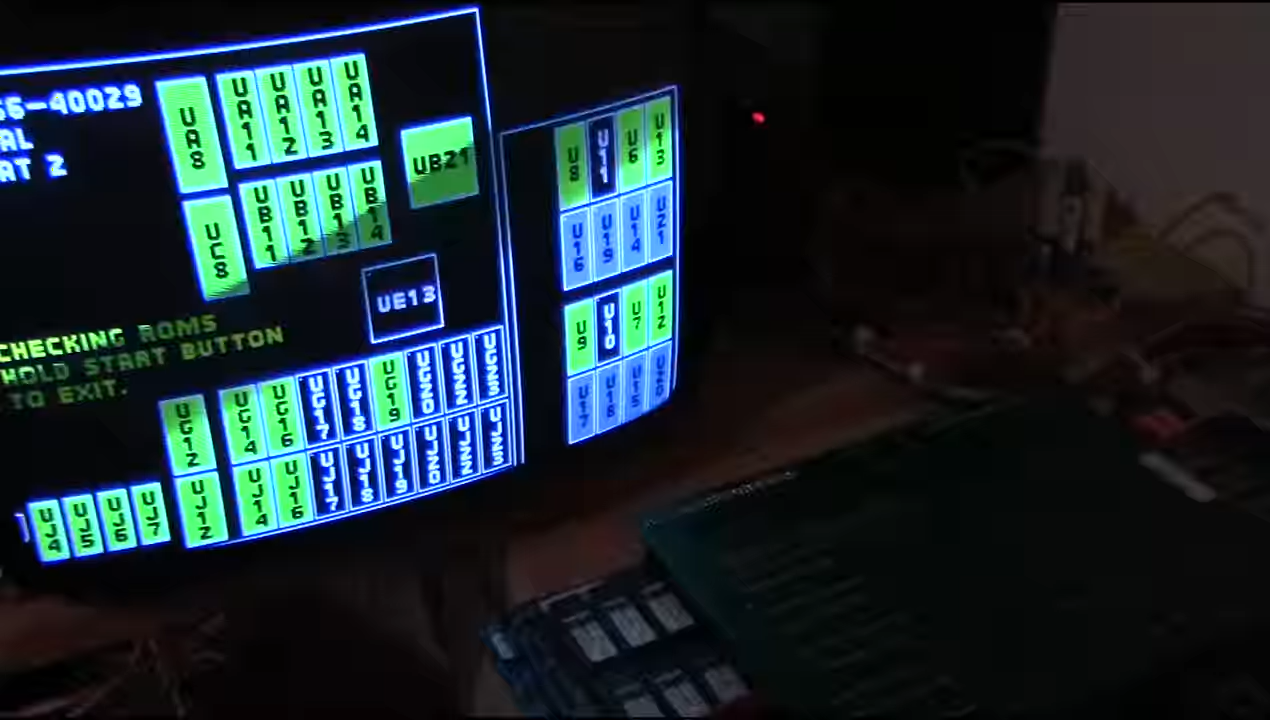 66-40029
AL
AT 2
UA8
UA11
UA12
UA13
UA14
UB21
UC8
UB11
UB12
UB13
UB14
UE13
CHECKING ROMS
HOLD START BUTTON
TO EXIT.
UG12
UG14
UG16
UG17
UG18
UG19
UG20
UG22
UG23
UJ4
UJ5
UJ6
UJ7
UJ12
UJ14
UJ16
UJ17
UJ18
UJ19
UJ20
UJ22
UJ23
U8
U11
U6
U13
U16
U19
U14
U21
U9
U10
U7
U12
U17
U18
U15
U20